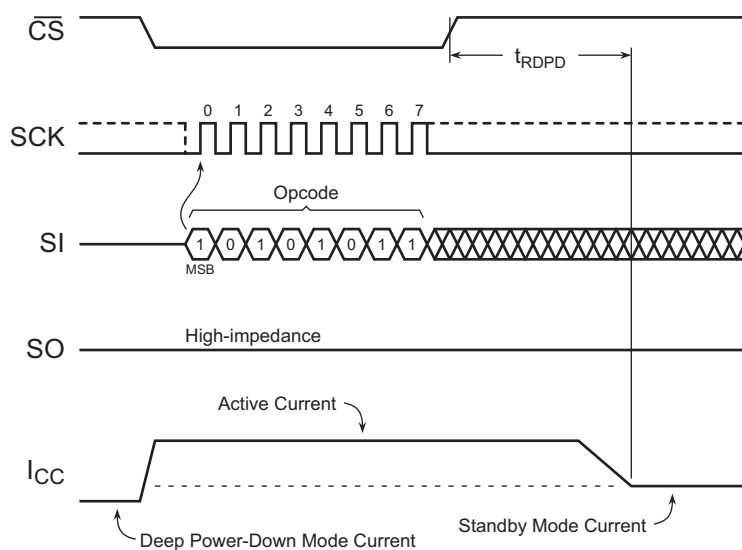 CS
tRDPD
0 1 2 3 4 5 6 7
SCK
Opcode
SI
1 0 1 0 1 0 1 1
MSB
High-impedance
SO
Active Current
ICC
Standby Mode Current
Deep Power-Down Mode Current